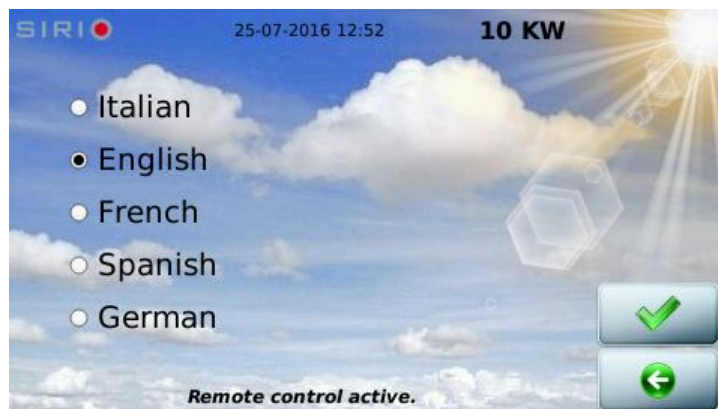 SIRIO 25-07-2016 12:52 10 KW
Italian
English
French
Spanish
German
Remote control active.